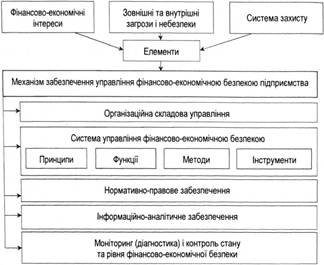 Фінансово-економічні
інтереси
Зовнішні та внутрішні
загрози і небезпеки
Система захисту
Елементи
Механізм забезпечення управління фінансово-економічною безпекою підприємства
Організаційна складова управління
Система управління фінансово-економічною безпекою
Принципи
Функції
Методи
Інструменти
Нормативно-правове забезпечення
Інформаційно-аналітичне забезпечення
Моніторинг (діагностика) і контроль стану
та рівня фінансово-економічної безпеки